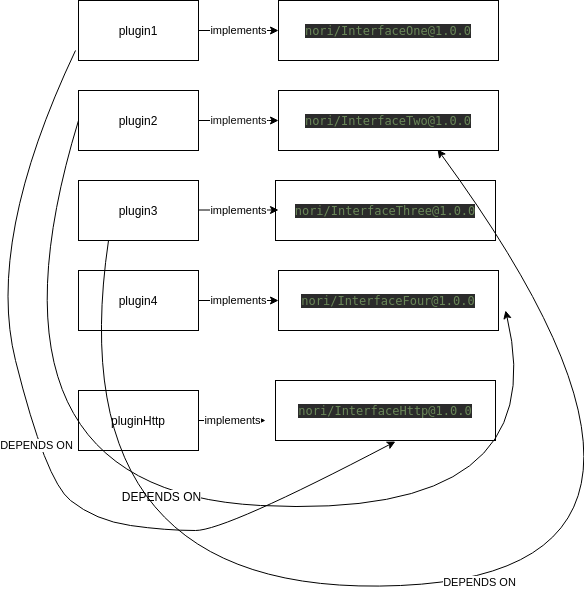 plugin1
implements
nori/InterfaceOne@1.0.0
plugin2
implements
nori/InterfaceTwo@1.0.0
plugin3
implements
nori/InterfaceThree@1.0.0
plugin4
implements
nori/InterfaceFour@1.0.0
pluginHttp
implements
nori/InterfaceHttp@1.0.0
DEPENDS ON
DEPENDS ON
DEPENDS ON